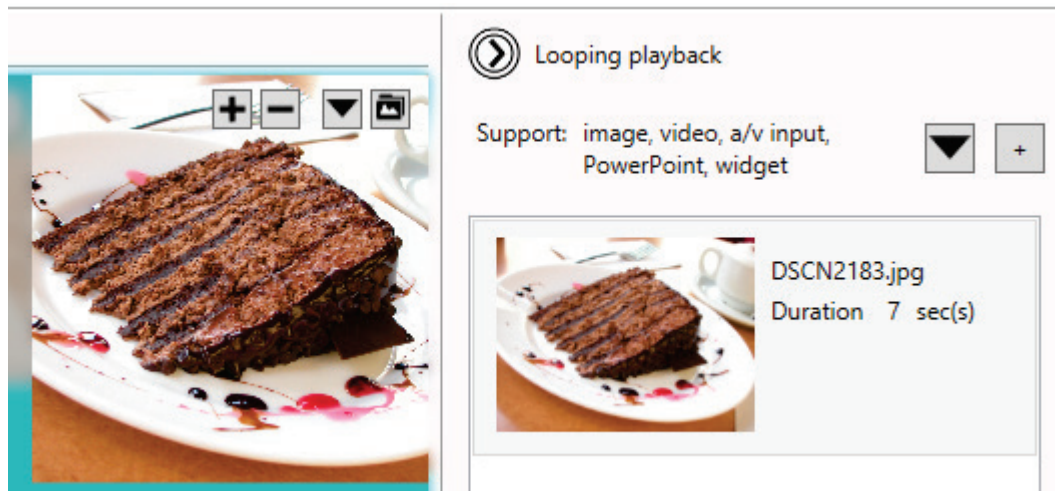 Looping playback
Support: image, video, a/v input,
PowerPoint, widget
+
DSCN2183.jpg
Duration 7 sec(s)